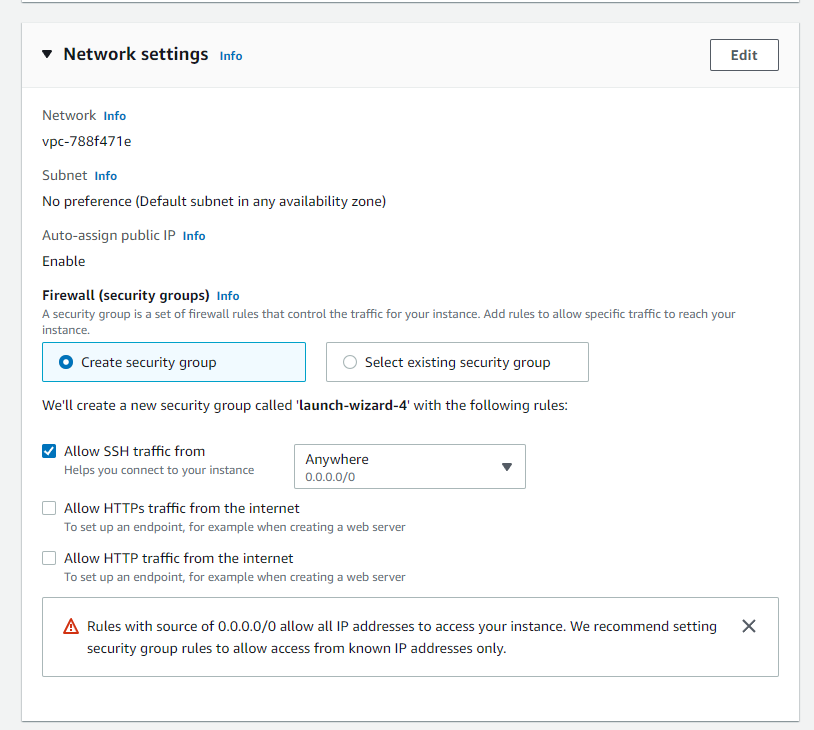 Network settings Info
Edit
Network Info
vpc-788f471e
Subnet Info
No preference (Default subnet in any availability zone)
Auto-assign public IP Info
Enable
Firewall (security groups) Info
A security group is a set of firewall rules that control the traffic for your instance. Add rules to allow specific traffic to reach your
instance.
Create security group
Select existing security group
We'll create a new security group called 'launch-wizard-4' with the following rules:
Allow SSH traffic from
Helps you connect to your instance
Anywhere
0.0.0.0/0
Allow HTTPs traffic from the internet
To set up an endpoint, for example when creating a web server
Allow HTTP traffic from the internet
To set up an endpoint, for example when creating a web server
Rules with source of 0.0.0.0/0 allow all IP addresses to access your instance. We recommend setting
security group rules to allow access from known IP addresses only.